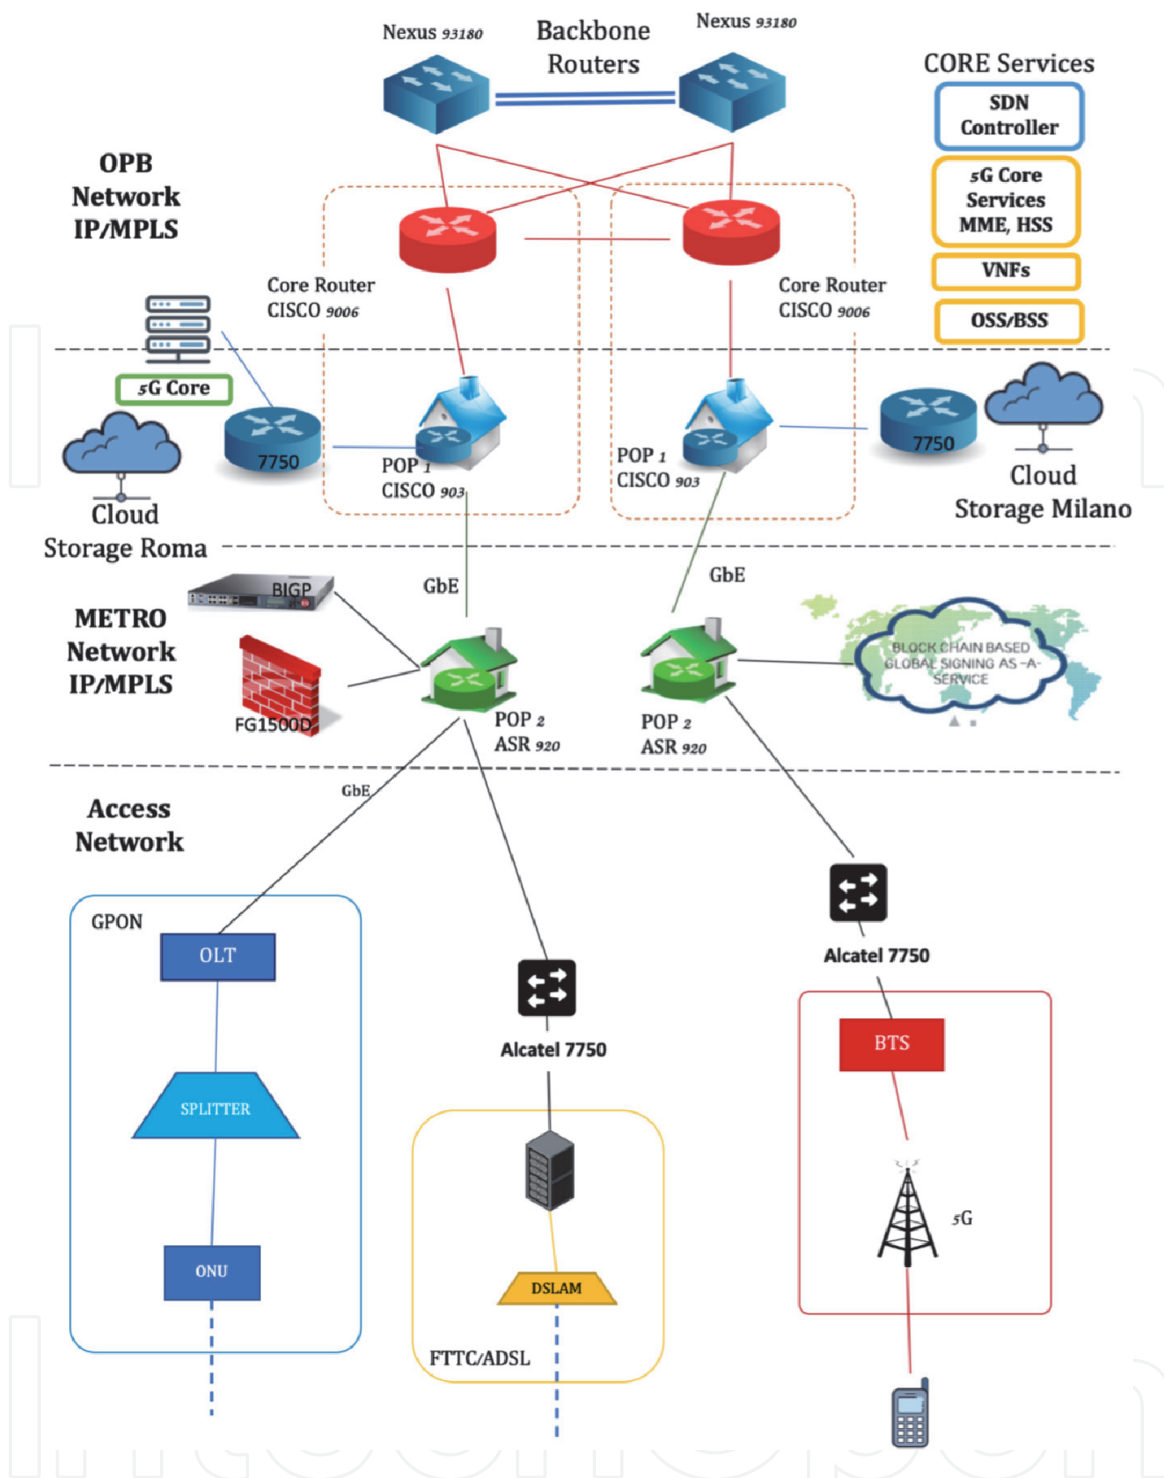 Nexus 93180
Backbone
Routers
Nexus 93180
CORE Services
SDN
Controller
5G Core
Services
MME, HSS
VNFs
OSS/BSS
OPB
Network
IP/MPLS
Core Router
CISCO 9006
Core Router
CISCO 9006
5G Core
7750
POP 1
CISCO 903
POP 1
CISCO 903
7750
Cloud
Storage Roma
Cloud
Storage Milano
METRO
Network
IP/MPLS
BIGP
GbE
GbE
FG1500D
POP 2
ASR 920
POP 2
ASR 920
BLOCK CHAIN BASED
GLOBAL SIGNING AS -A-
SERVICE
Access
Network
GbE
GPON
OLT
SPLITTER
ONU
Alcatel 7750
DSLAM
FTTC/ADSL
Alcatel 7750
BTS
5G